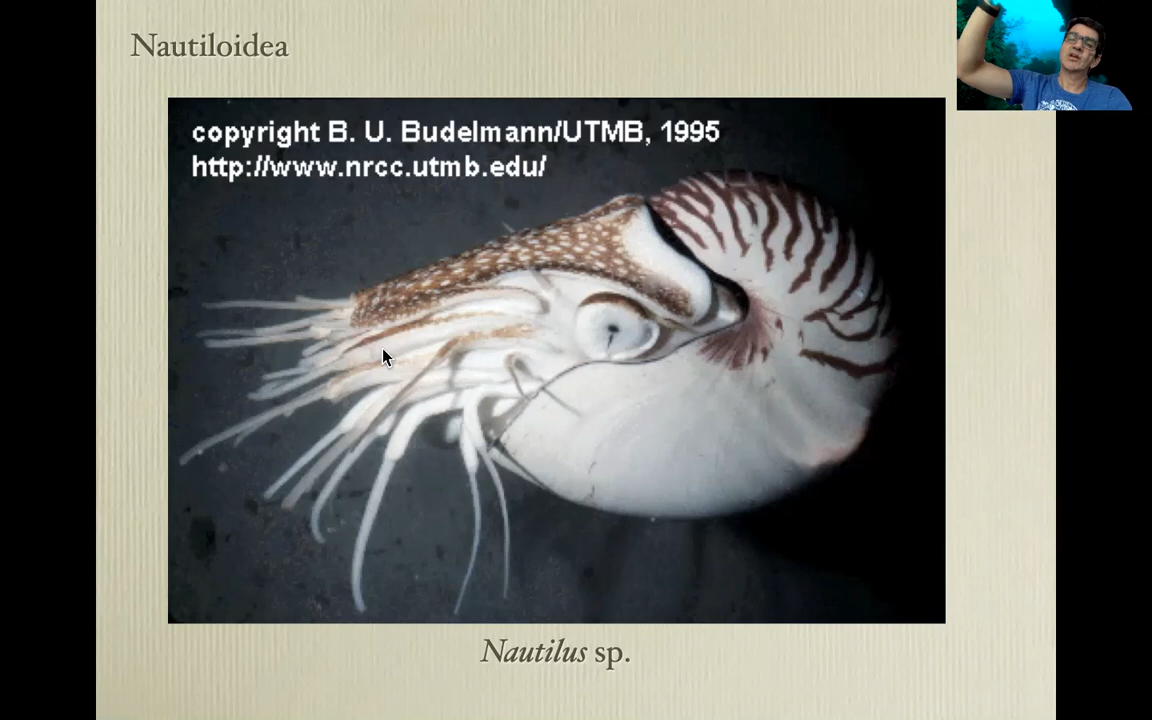 Nautiloidea
copyright B. U. Budelmann/UTMB, 1995
http://www.nrcc.utmb.edu/
Nautilus sp.